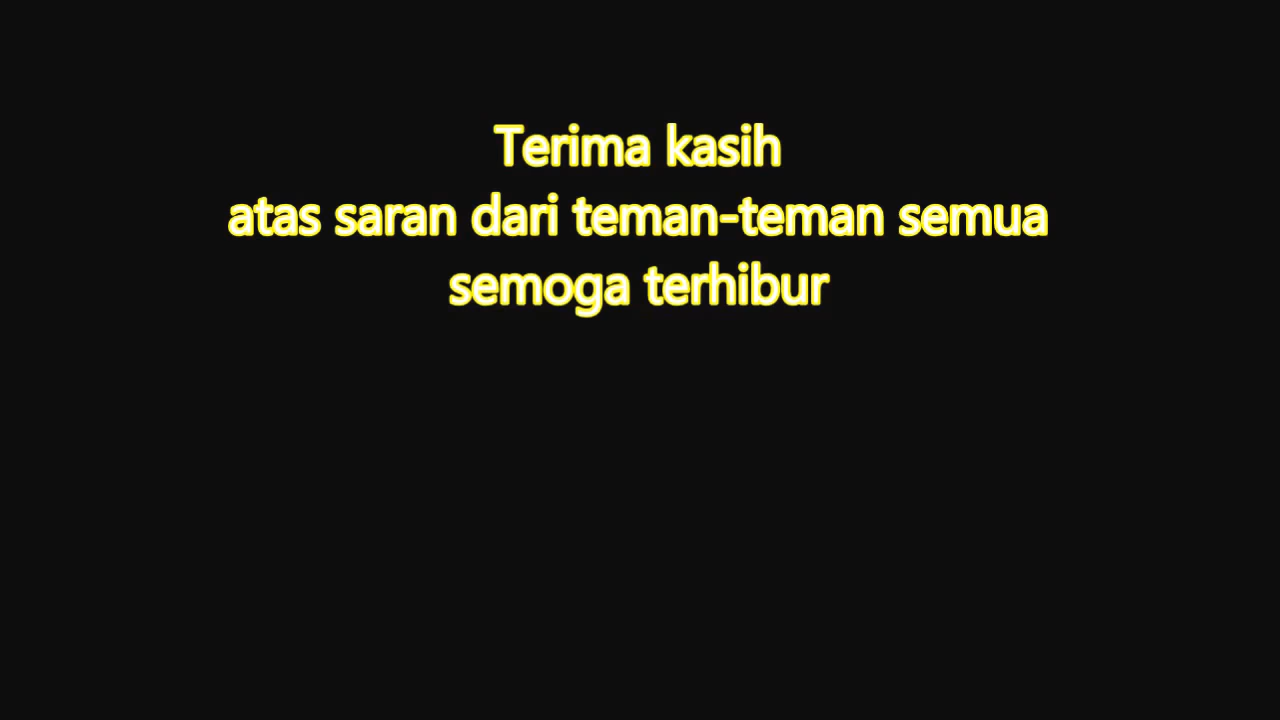 Terima kasih
atas saran dari teman-teman semua
semoga terhibur